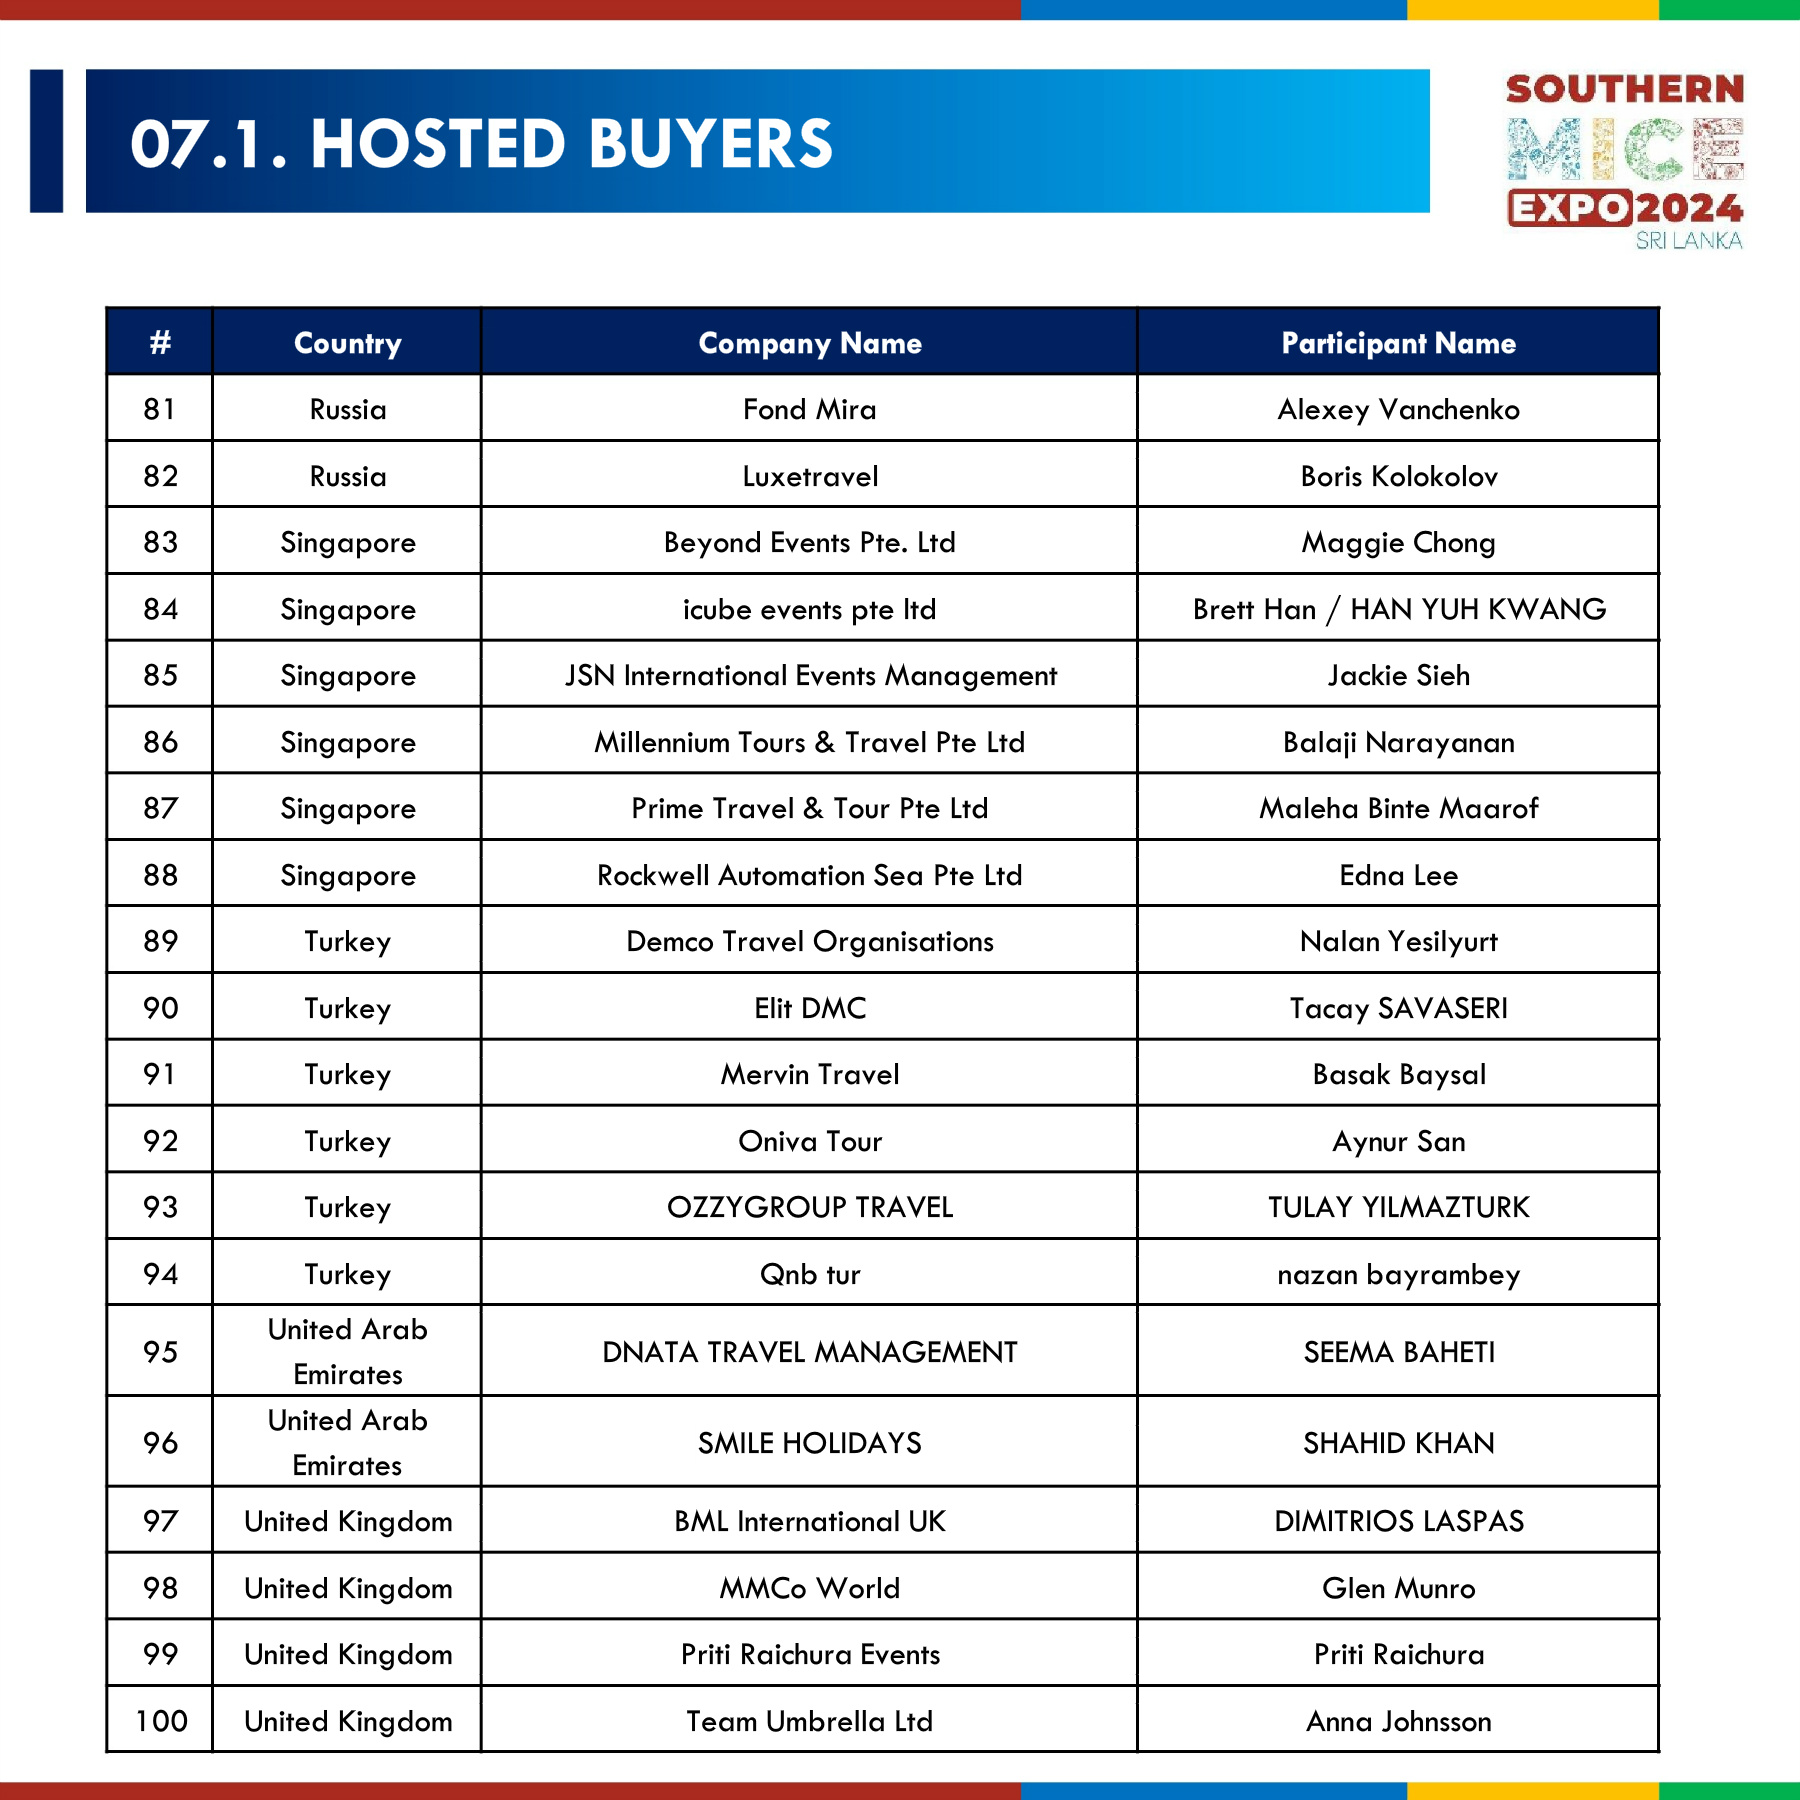 07.1. HOSTED BUYERS
SOUTHERN
MICE
EXPO2024
SRI LANKA
# Country Company Name Participant Name
81 Russia Fond Mira Alexey Vanchenko
82 Russia Luxetravel Boris Kolokolov
83 Singapore Beyond Events Pte. Ltd Maggie Chong
84 Singapore icube events pte ltd Brett Han / HAN YUH KWANG
85 Singapore JSN International Events Management Jackie Sieh
86 Singapore Millennium Tours & Travel Pte Ltd Balaji Narayanan
87 Singapore Prime Travel & Tour Pte Ltd Maleha Binte Maarof
88 Singapore Rockwell Automation Sea Pte Ltd Edna Lee
89 Turkey Demco Travel Organisations Nalan Yesilyurt
90 Turkey Elit DMC Tacay SAVASERI
91 Turkey Mervin Travel Basak Baysal
92 Turkey Oniva Tour Aynur San
93 Turkey OZZYGROUP TRAVEL TULAY YILMAZTURK
94 Turkey Qnb tur nazan bayrambey
95 United Arab
Emirates DNATA TRAVEL MANAGEMENT SEEMA BAHETI
96 United Arab
Emirates SMILE HOLIDAYS SHAHID KHAN
97 United Kingdom BML International UK DIMITRIOS LASPAS
98 United Kingdom MMCo World Glen Munro
99 United Kingdom Priti Raichura Events Priti Raichura
100 United Kingdom Team Umbrella Ltd Anna Johnsson